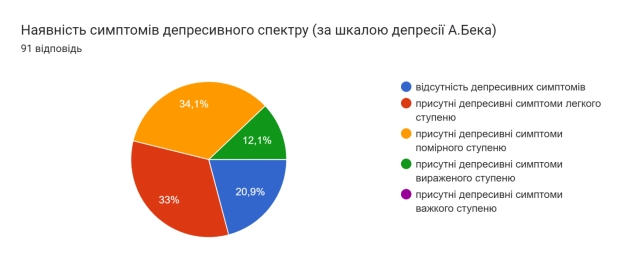 Наявність симптомів депресивного спектру (за шкалою депресії А.Бека)
91 відповідь
34,1%
12,1%
33%
20,9%
відсутність депресивних симптомів
присутні депресивні симптоми легкого
ступеню
присутні депресивні симптоми
помірного ступеню
присутні депресивні симптоми
вираженого ступеню
присутні депресивні симптоми
важкого ступеню